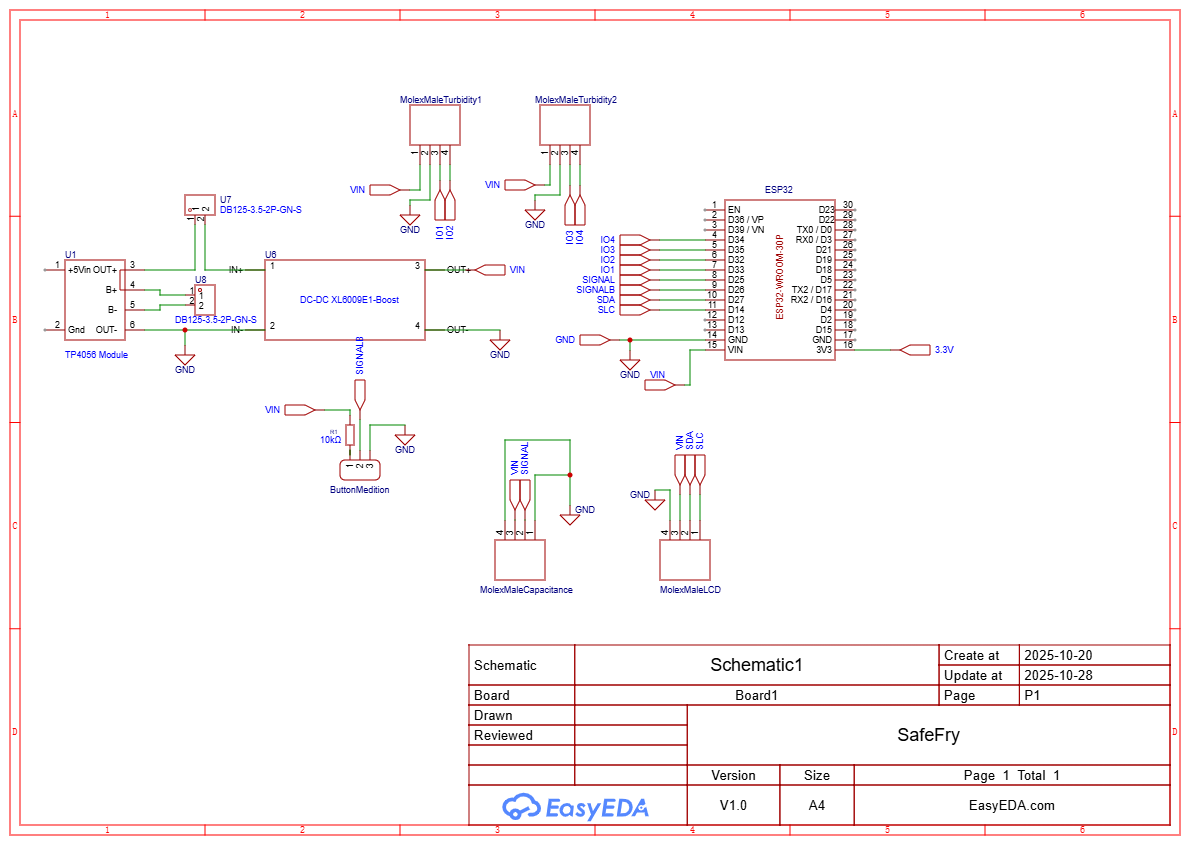 1 2 3 4 5 6
A A
B B
C C
D D
MolexMaleTurbidity1
1 2 3 4
VIN
GND
IO1
IO2
MolexMaleTurbidity2
1 2 3 4
VIN
GND
IO3
IO4
U7
DB125-3.5-2P-GN-S
1 2
1 2
U1
1 +5Vin OUT+ 3
B+ 4
B- 5
2 Gnd OUT- 6
TP4056 Module
U8
1 1
2 2
DB125-3.5-2P-GN-S
GND
U6
IN+ 1 3 OUT+ VIN
DC-DC XL6009E1-Boost
IN- 2 4 OUT-
GND
SIGNALB
VIN
R1
10kΩ
GND
1 2 3
ButtonMedition
ESP32
ESP32-WROOM-30P
1 EN D23 30
2 D36 / VP D22 29
3 D39 / VN TX0 / D0 28
IO4 4 D34 RX0 / D3 27
IO3 5 D35 D21 26
IO2 6 D32 D19 25
IO1 7 D33 D18 24
SIGNAL 8 D25 D5 23
SIGNALB 9 D26 TX2 / D17 22
SDA 10 D27 RX2 / D16 21
SLC 11 D14 D4 20
12 D12 D2 19
13 D13 D15 18
GND 14 GND GND 17
15 VIN 3V3 16 3.3V
GND
VIN
VIN
SIGNAL
GND
4 3 2 1
MolexMaleCapacitance
VIN
SDA
SLC
GND
4 3 2 1
MolexMaleLCD
Schematic Schematic1 Create at 2025-10-20
Update at 2025-10-28
Board Board1 Page P1
Drawn
Reviewed
SafeFry
Version Size Page 1 Total 1
EasyEDA V1.0 A4 EasyEDA.com
1 2 3 4 5 6